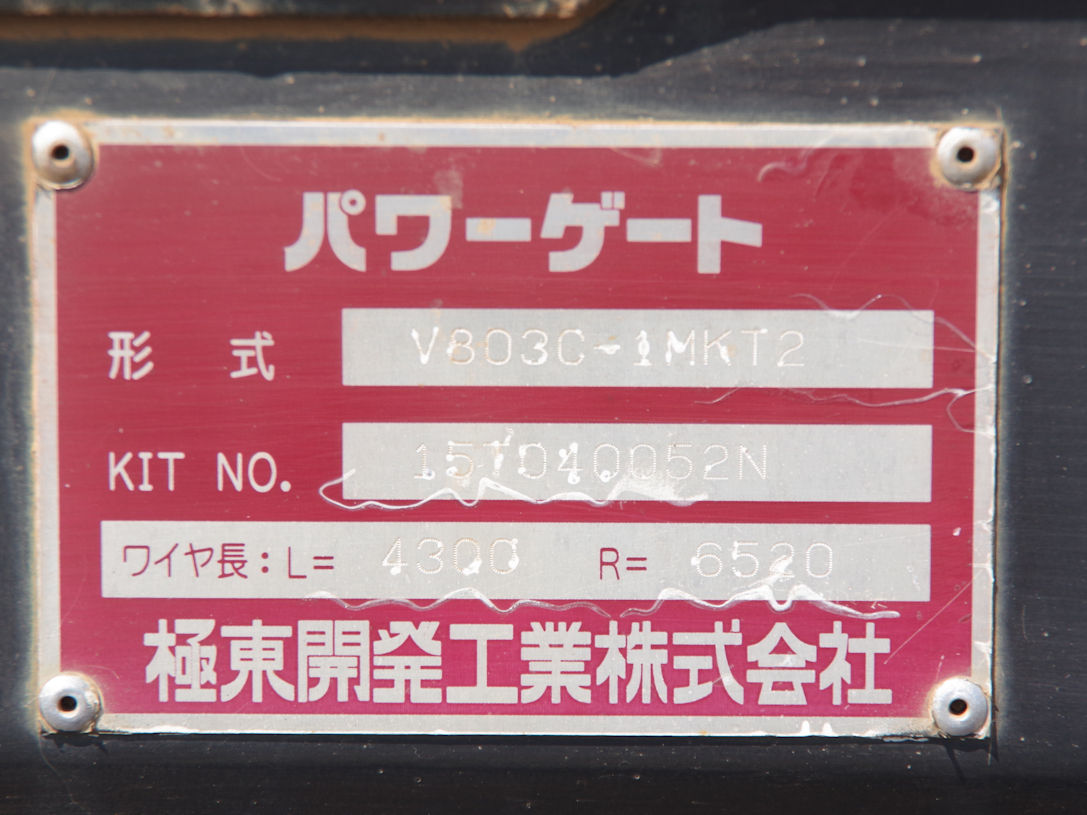 パワーゲート
形式 V803C-1MKT2
KIT NO. 15T040052N
ワイヤ長：L= 4300 R= 6520
極東開発工業株式会社